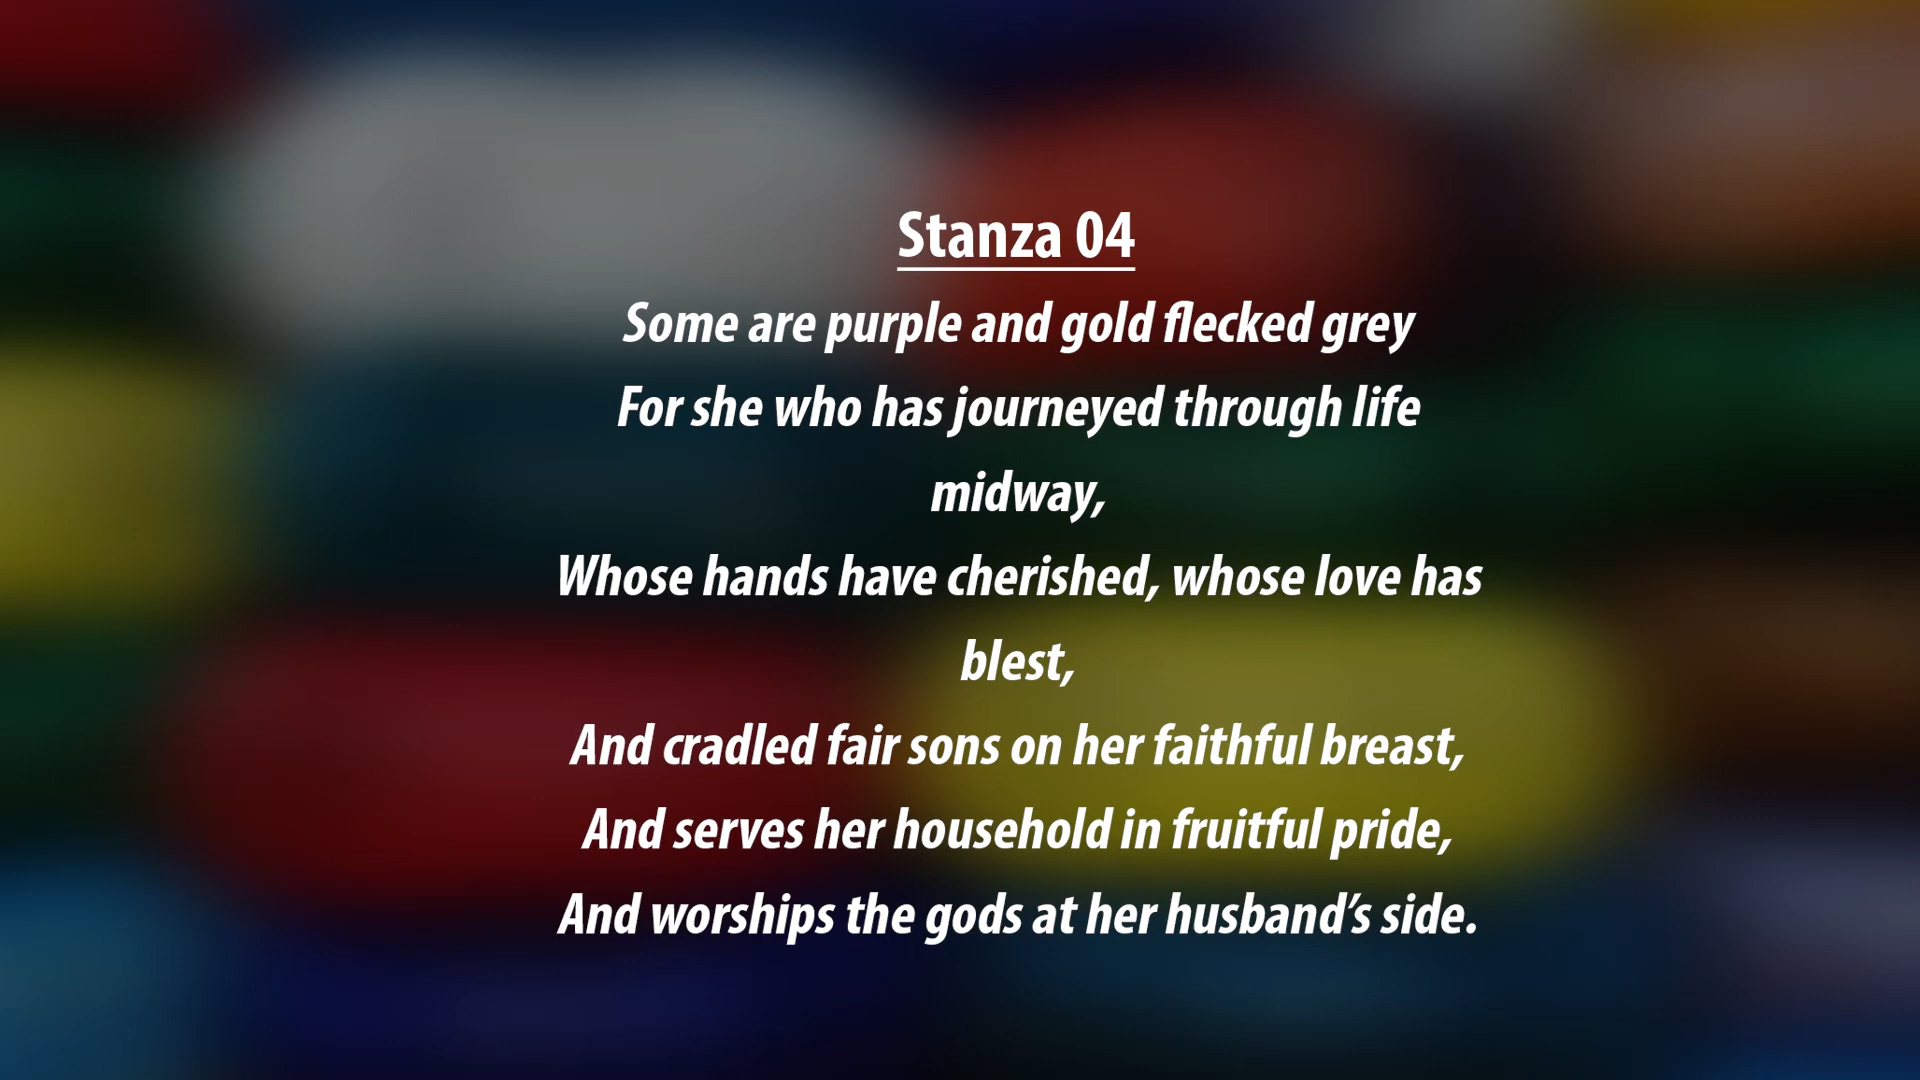 Stanza 04
Some are purple and gold flecked grey
For she who has journeyed through life
midway,
Whose hands have cherished, whose love has
blest,
And cradled fair sons on her faithful breast,
And serves her household in fruitful pride,
And worships the gods at her husband’s side.